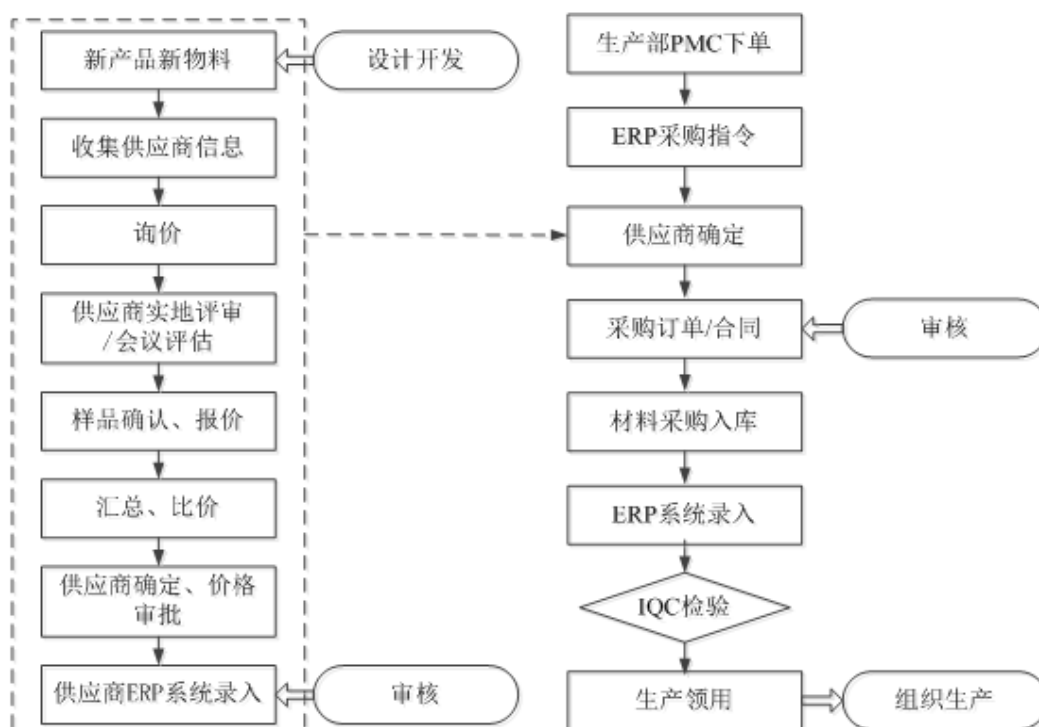 新产品新物料
设计开发
收集供应商信息
询价
供应商实地评审
/会议评估
样品确认、报价
汇总、比价
供应商确定、价格
审批
供应商ERP系统录入
审核
生产部PMC下单
ERP采购指令
供应商确定
采购订单/合同
审核
材料采购入库
ERP系统录入
IQC检验
生产领用
组织生产